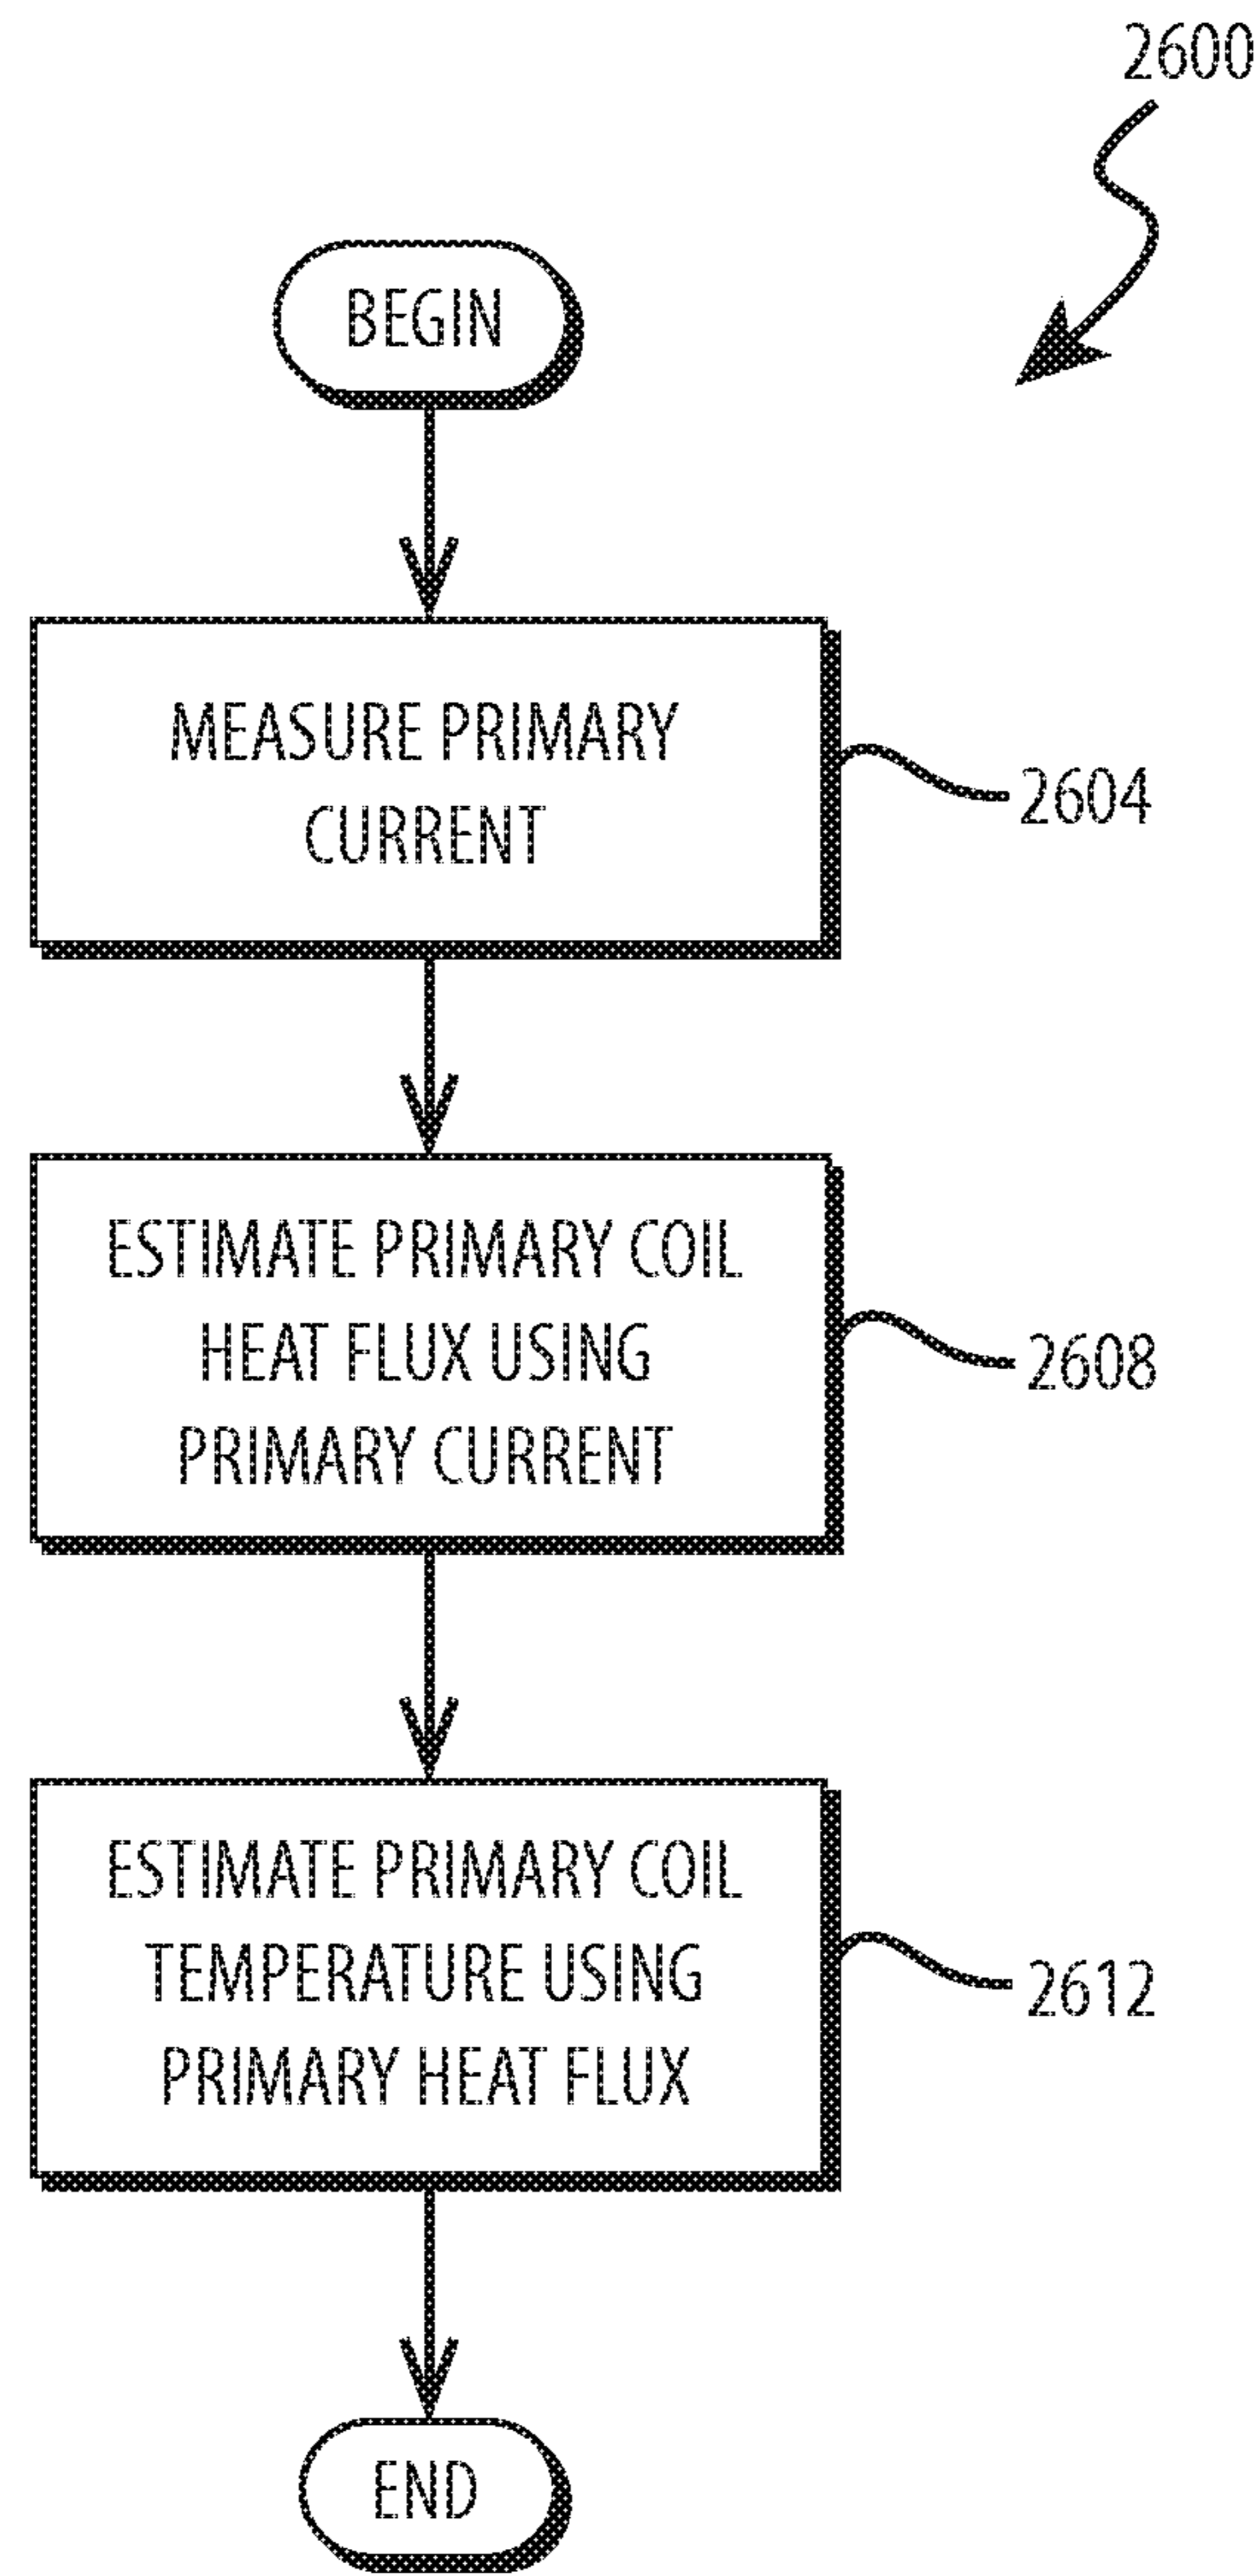 2600
BEGIN
MEASURE PRIMARY
CURRENT
2604
ESTIMATE PRIMARY COIL
HEAT FLUX USING
PRIMARY CURRENT
2608
ESTIMATE PRIMARY COIL
TEMPERATURE USING
PRIMARY HEAT FLUX
2612
END